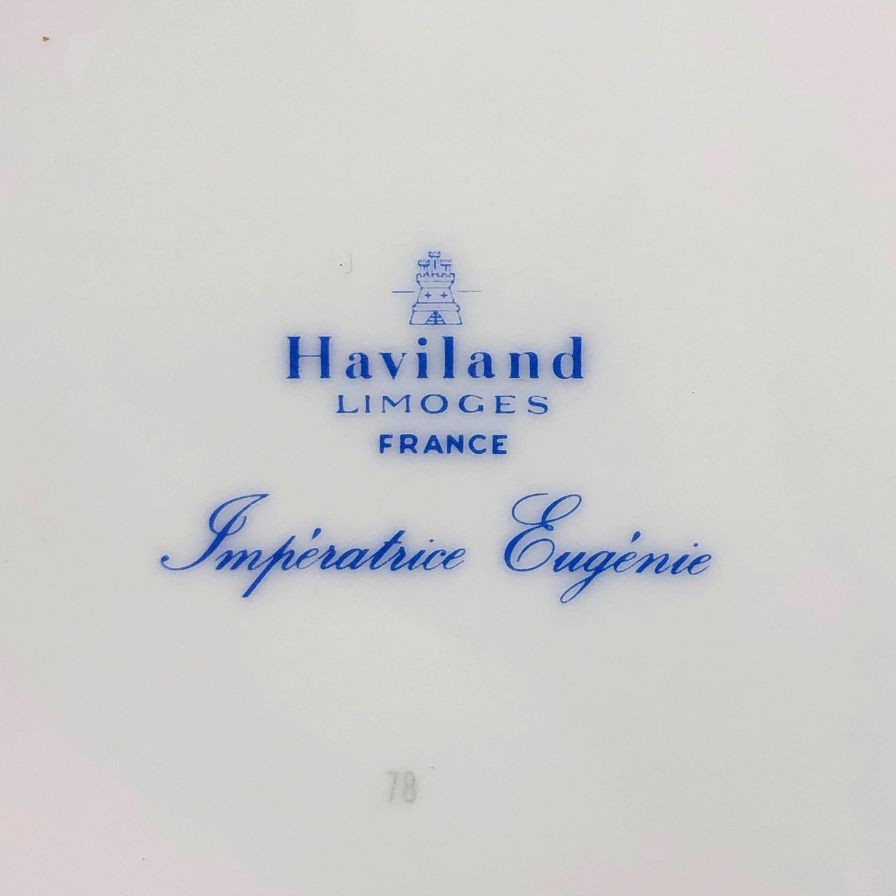 Haviland
LIMOGES
FRANCE
Impératrice Eugénie
78